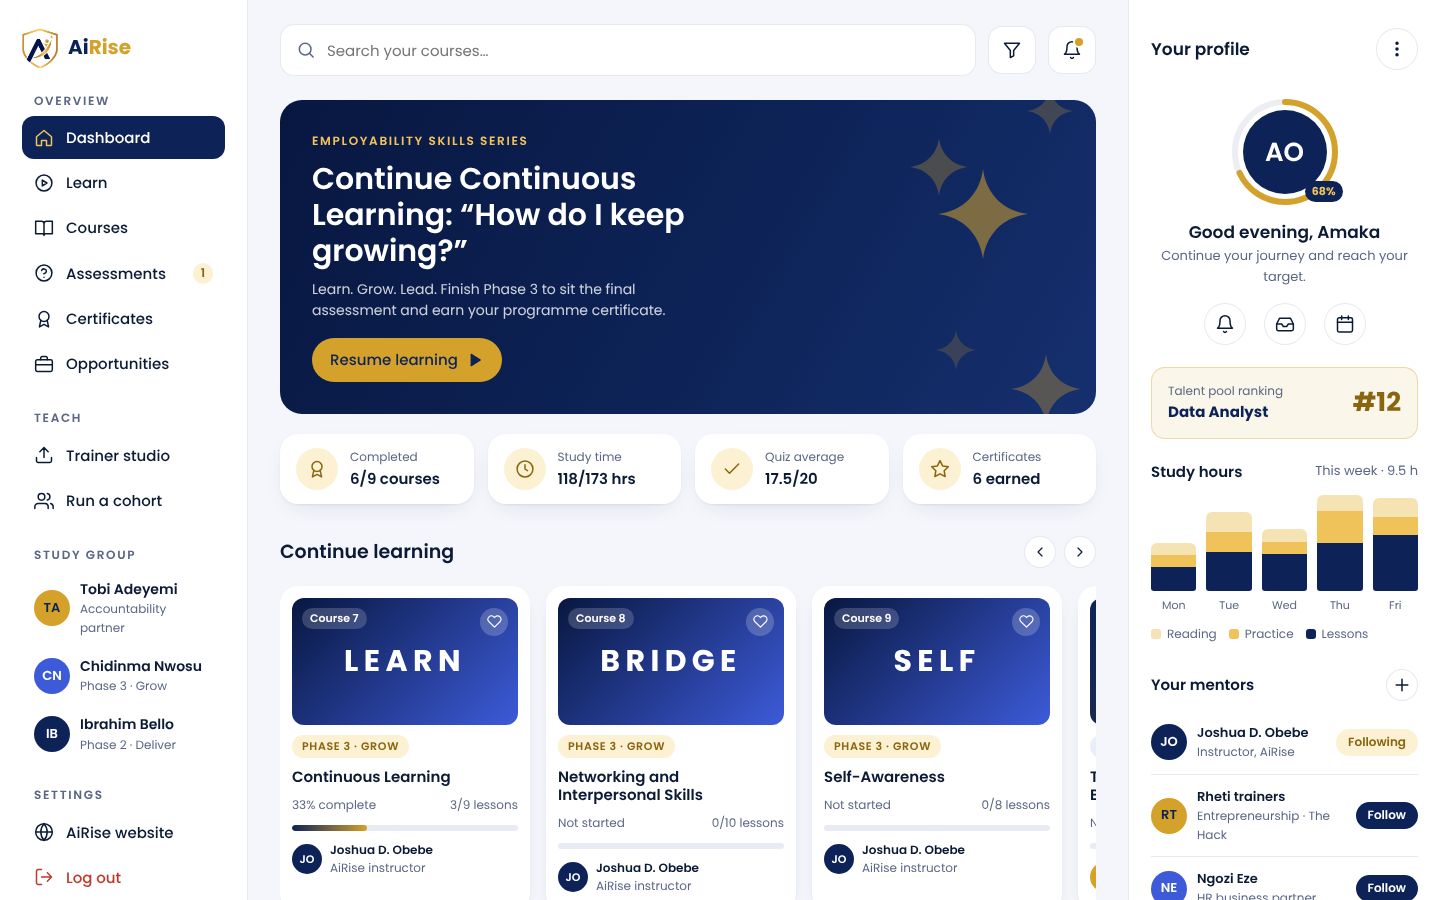 AiRise
OVERVIEW
Dashboard
Learn
Courses
Assessments 1
Certificates
Opportunities
TEACH
Trainer studio
Run a cohort
STUDY GROUP
TA
Tobi Adeyemi
Accountability
partner
CN
Chidinma Nwosu
Phase 3 · Grow
IB
Ibrahim Bello
Phase 2 · Deliver
SETTINGS
AiRise website
Log out
Search your courses...
EMPLOYABILITY SKILLS SERIES
Continue Continuous
Learning: “How do I keep
growing?”
Learn. Grow. Lead. Finish Phase 3 to sit the final
assessment and earn your programme certificate.
Resume learning
Completed
6/9 courses
Study time
118/173 hrs
Quiz average
17.5/20
Certificates
6 earned
Continue learning
Course 7
LEARN
PHASE 3 · GROW
Continuous Learning
33% complete 3/9 lessons
JO
Joshua D. Obebe
AiRise instructor
Course 8
BRIDGE
PHASE 3 · GROW
Networking and
Interpersonal Skills
Not started 0/10 lessons
JO
Joshua D. Obebe
AiRise instructor
Course 9
SELF
PHASE 3 · GROW
Self-Awareness
Not started 0/8 lessons
JO
Joshua D. Obebe
AiRise instructor
Your profile
AO
68%
Good evening, Amaka
Continue your journey and reach your
target.
Talent pool ranking
Data Analyst
#12
Study hours This week · 9.5 h
Mon Tue Wed Thu Fri
Reading Practice Lessons
Your mentors
JO
Joshua D. Obebe
Instructor, AiRise
Following
RT
Rheti trainers
Entrepreneurship · The
Hack
Follow
NE
Ngozi Eze
HR business partner
Follow